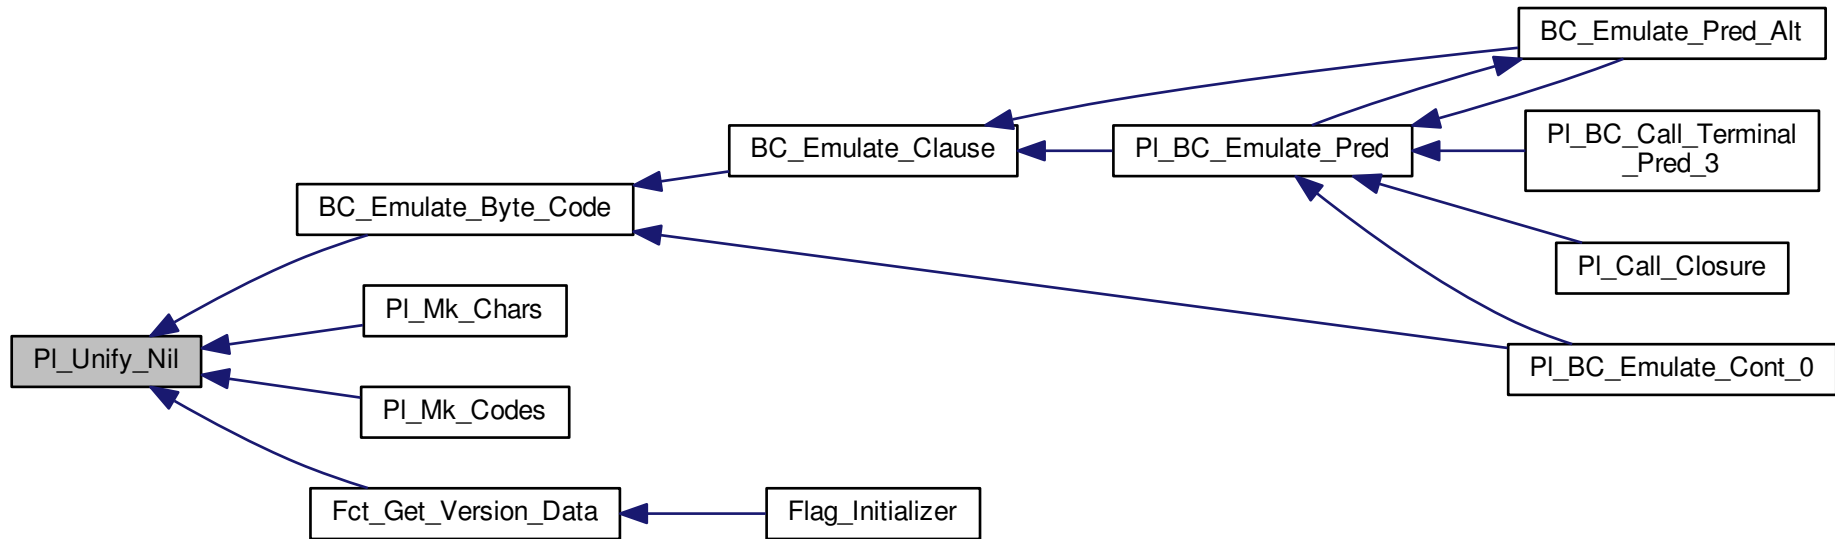 BC_Emulate_Pred_Alt
BC_Emulate_Clause
Pl_BC_Emulate_Pred
Pl_BC_Call_Terminal
_Pred_3
BC_Emulate_Byte_Code
Pl_Call_Closure
Pl_Mk_Chars
Pl_Unify_Nil
Pl_BC_Emulate_Cont_0
Pl_Mk_Codes
Fct_Get_Version_Data
Flag_Initializer